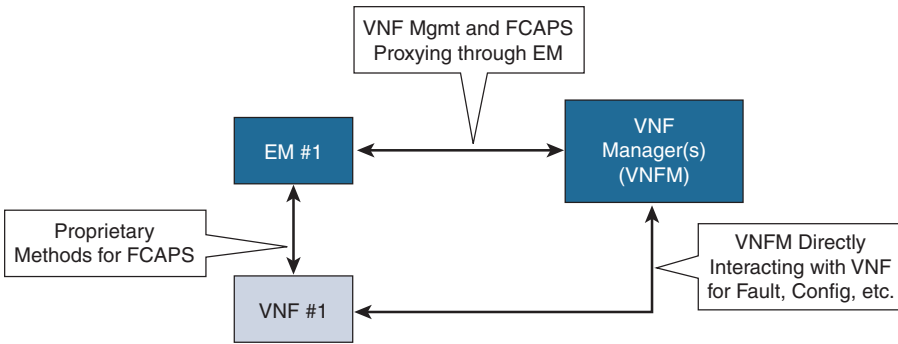 VNF Mgmt and FCAPS
Proxying through EM
EM #1
VNF
Manager(s)
(VNFM)
Proprietary
Methods for FCAPS
VNFM Directly
Interacting with VNF
for Fault, Config, etc.
VNF #1